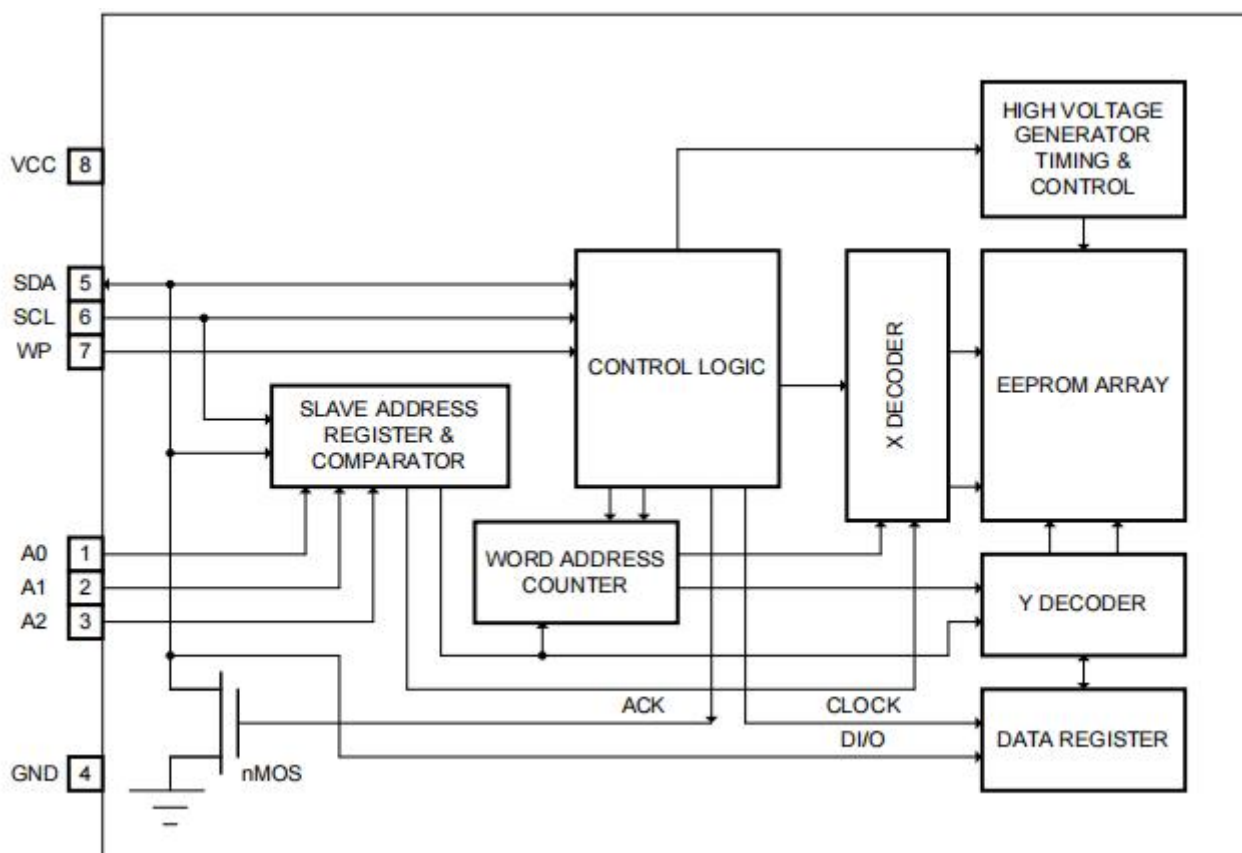 HIGH VOLTAGE
GENERATOR
TIMING &
CONTROL
VCC 8
SDA 5
SCL 6
WP 7
CONTROL LOGIC
X DECODER
EEPROM ARRAY
SLAVE ADDRESS
REGISTER &
COMPARATOR
A0 1
A1 2
A2 3
WORD ADDRESS
COUNTER
Y DECODER
ACK
CLOCK
DI/O
DATA REGISTER
GND 4
nMOS